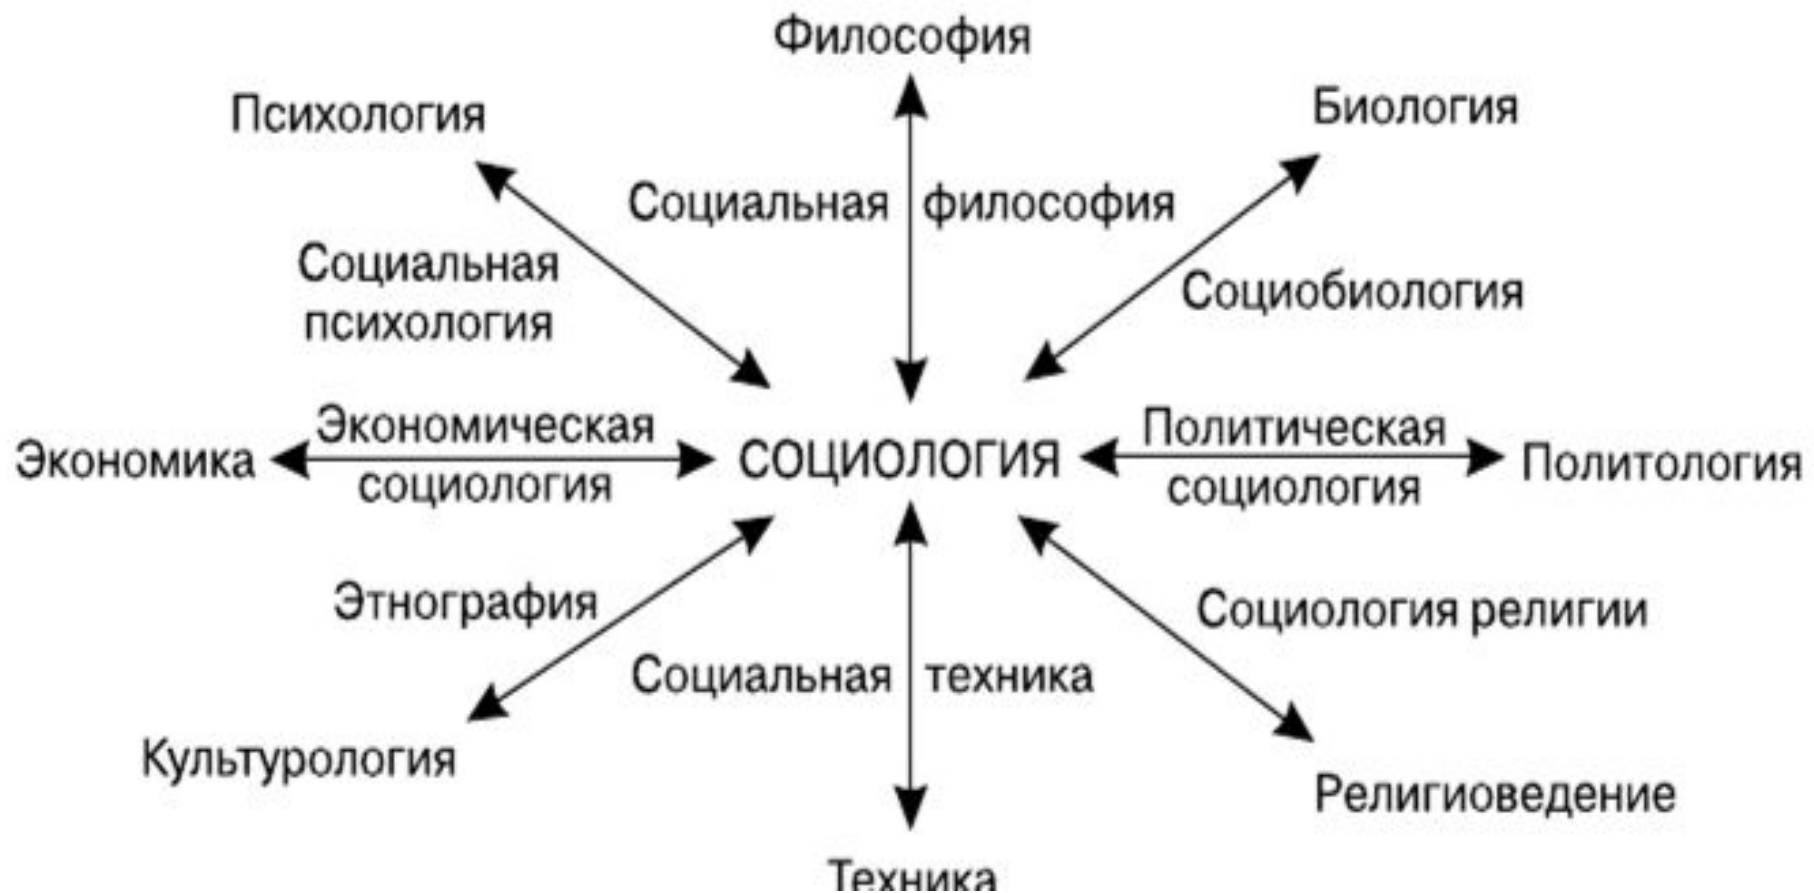 Философия
Психология
Биология
Социальная философия
Социальная
психология
Социобиология
Экономика
Экономическая
социология
СОЦИОЛОГИЯ
Политическая
социология
Политология
Этнография
Социология религии
Социальная техника
Культурология
Религиоведение
Техника